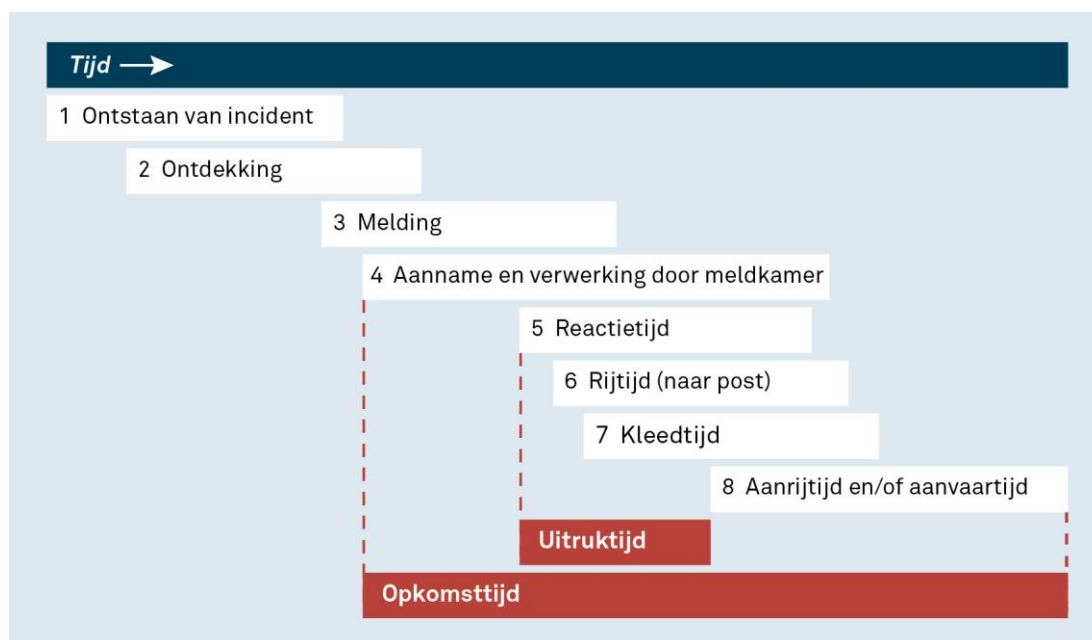 Tijd
1 Ontstaan van incident
2 Ontdekking
3 Melding
4 Aanname en verwerking door meldkamer
5 Reactietijd
6 Rijtijd (naar post)
7 Kleedtijd
8 Aanrijtijd en/of aanvaartijd
Uitruktijd
Opkomsttijd